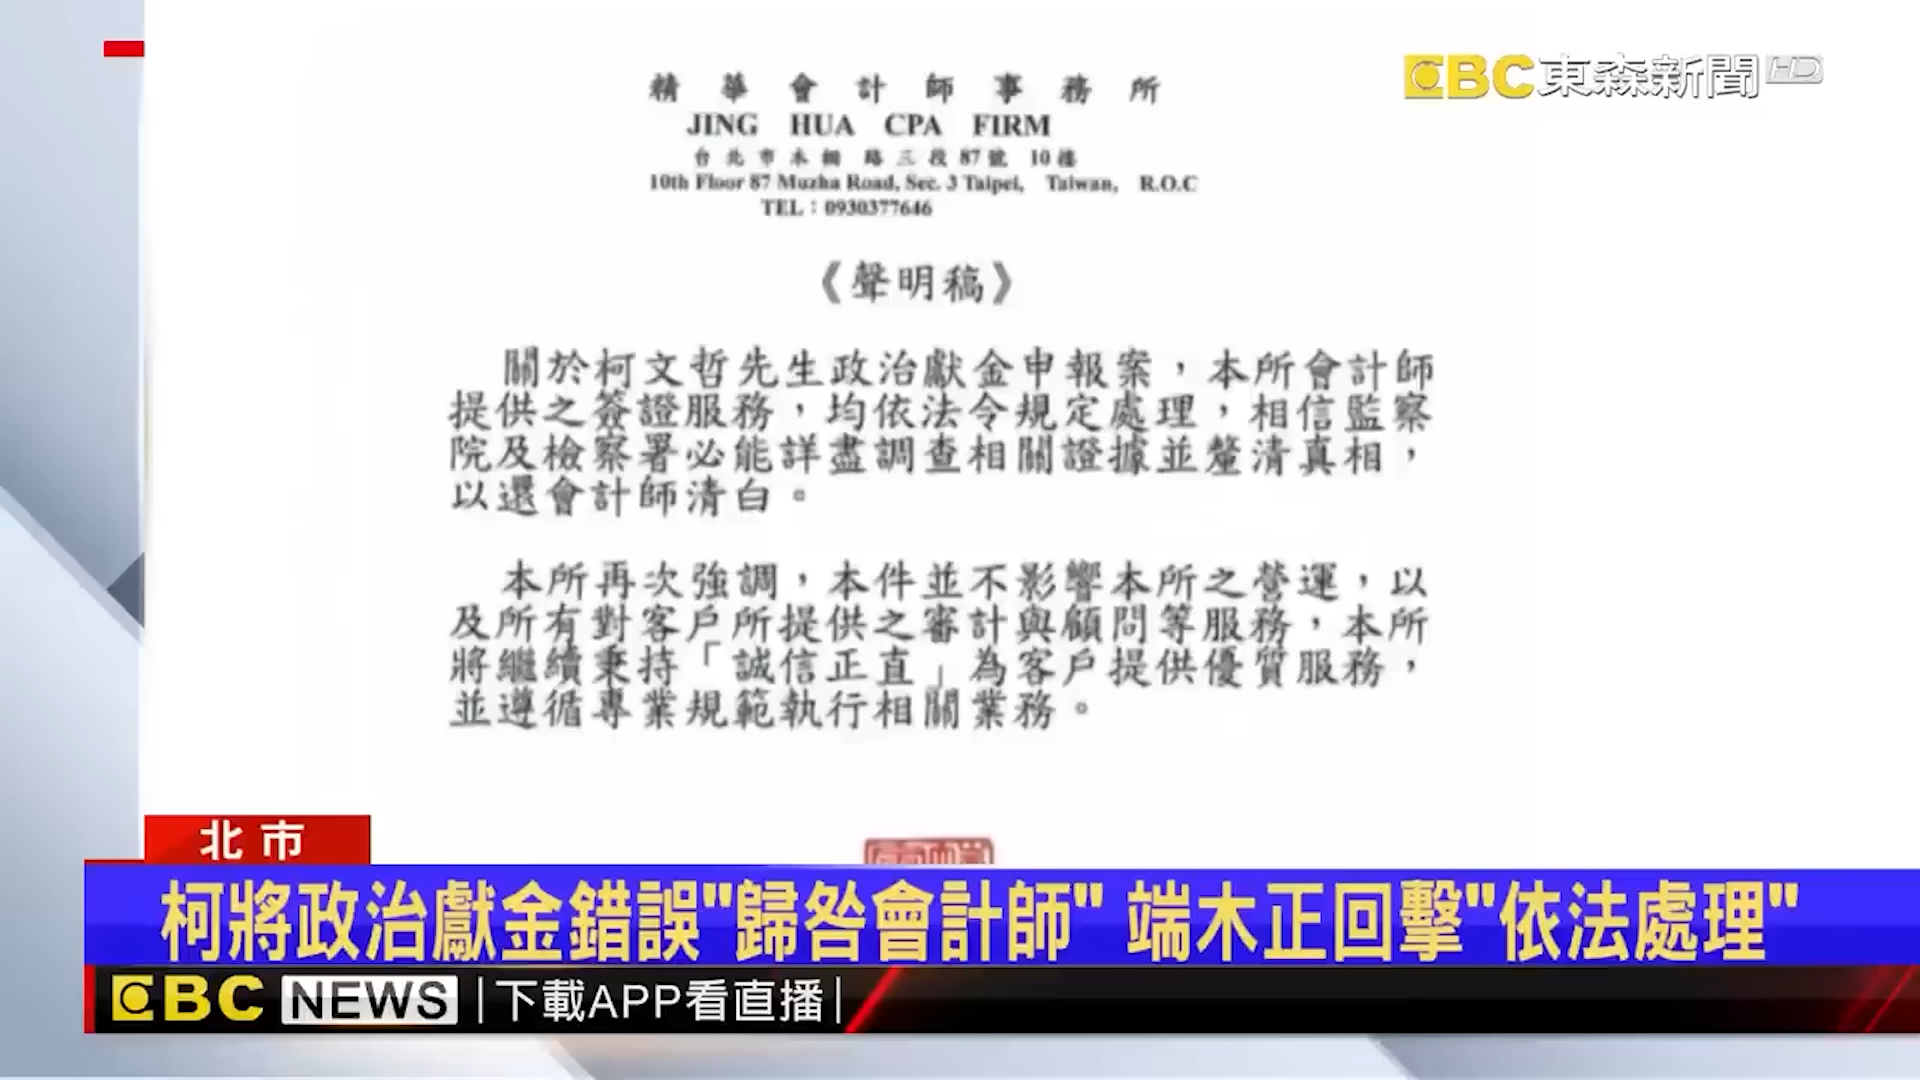 EBC東森新聞HD
精華會計師事務所
JING HUA CPA FIRM
台北市木柵路三段87號 10樓
10th Floor 87 Muzha Road, Sec. 3 Taipei, Taiwan, R.O.C
TEL:0930377646
《聲明稿》
關於柯文哲先生政治獻金申報案,本所會計師
提供之簽證服務,均依法令規定處理,相信監察
院及檢察署必能詳盡調查相關證據並釐清真相,
以還會計師清白。
本所再次強調,本件並不影響本所之營運,以
及所有對客戶所提供之審計與顧問等服務,本所
將繼續秉持「誠信正直」為客戶提供優質服務,
並遵循專業規範執行相關業務。
北市
柯將政治獻金錯誤"歸咎會計師" 端木正回擊"依法處理"
EBC NEWS |下載APP看直播|